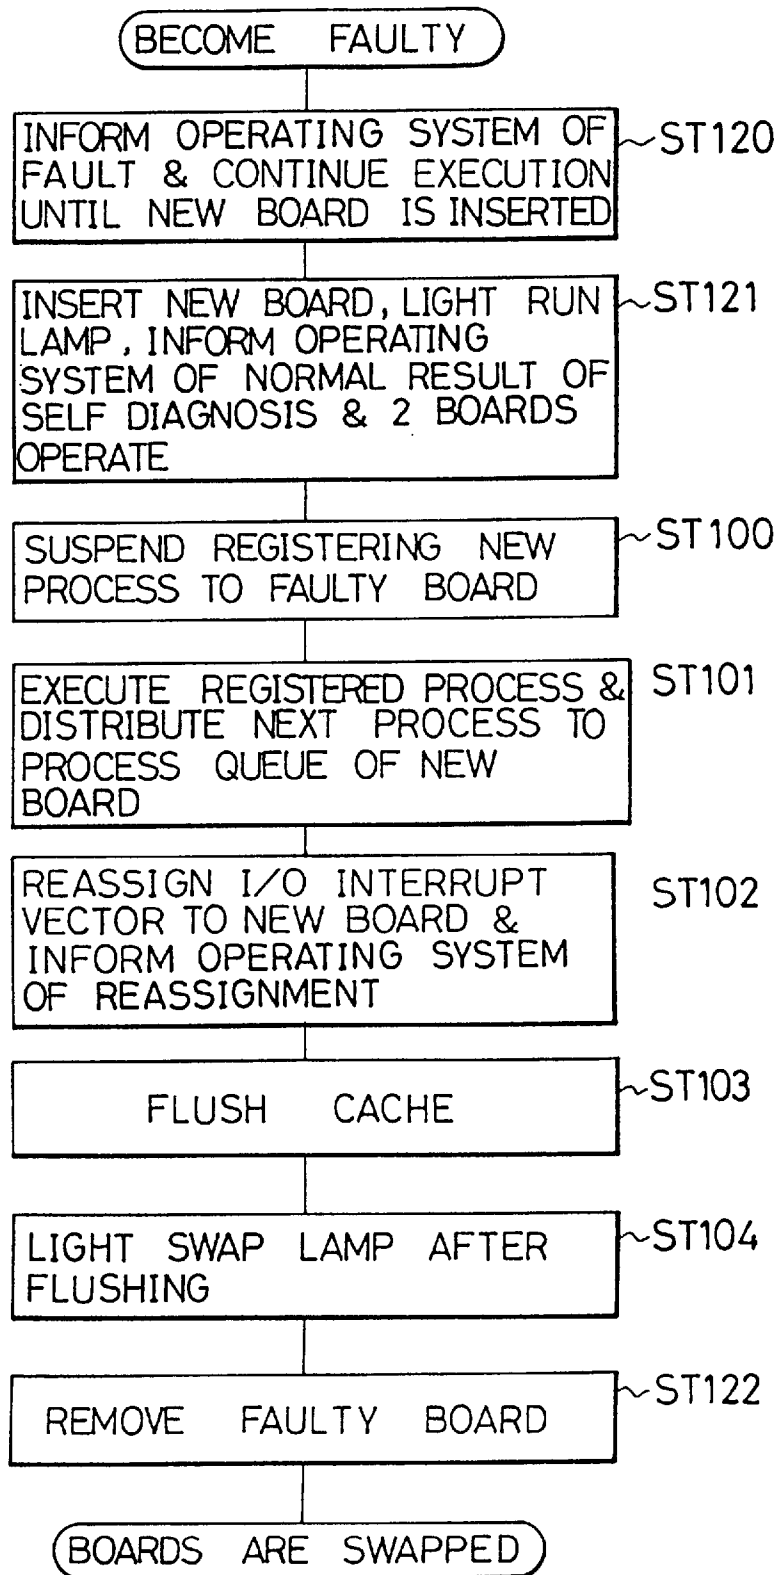 BECOME FAULTY
INFORM OPERATING SYSTEM OF
FAULT & CONTINUE EXECUTION
UNTIL NEW BOARD IS INSERTED
ST120
INSERT NEW BOARD, LIGHT RUN
LAMP, INFORM OPERATING
SYSTEM OF NORMAL RESULT OF
SELF DIAGNOSIS & 2 BOARDS
OPERATE
ST121
SUSPEND REGISTERING NEW
PROCESS TO FAULTY BOARD
ST100
EXECUTE REGISTERED PROCESS &
DISTRIBUTE NEXT PROCESS TO
PROCESS QUEUE OF NEW
BOARD
ST101
REASSIGN I/O INTERRUPT
VECTOR TO NEW BOARD &
INFORM OPERATING SYSTEM
OF REASSIGNMENT
ST102
FLUSH CACHE
ST103
LIGHT SWAP LAMP AFTER
FLUSHING
ST104
REMOVE FAULTY BOARD
ST122
BOARDS ARE SWAPPED